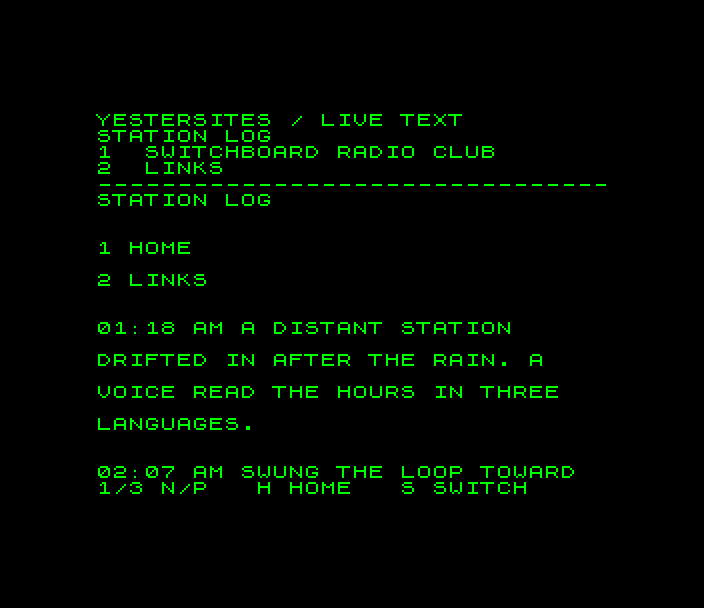 YESTERSITES / LIVE TEXT
STATION LOG
1  SWITCHBOARD RADIO CLUB
2  LINKS
--------------------------------
STATION LOG
1 HOME
2 LINKS
01:18 AM A DISTANT STATION
DRIFTED IN AFTER THE RAIN. A
VOICE READ THE HOURS IN THREE
LANGUAGES.
02:07 AM SWUNG THE LOOP TOWARD
1/3 N/P   H HOME   S SWITCH